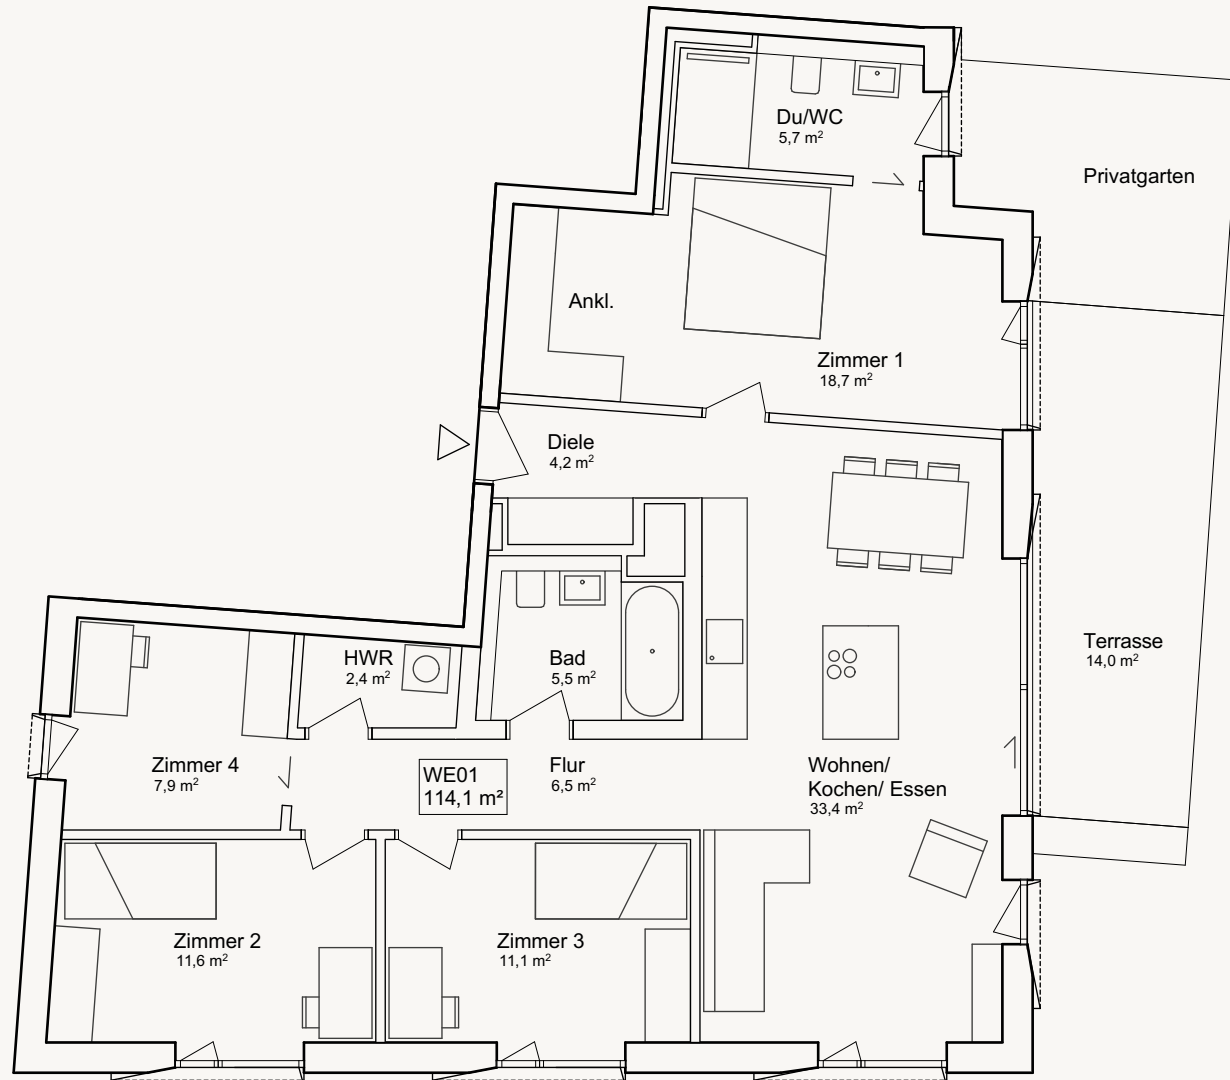 Du/WC
5,7 m²
Privatgarten
Ankl.
Zimmer 1
18,7 m²
Diele
4,2 m²
Terrasse
14,0 m²
HWR
2,4 m²
Bad
5,5 m²
Zimmer 4
7,9 m²
WE01
114,1 m²
Flur
6,5 m²
Wohnen/
Kochen/ Essen
33,4 m²
Zimmer 2
11,6 m²
Zimmer 3
11,1 m²